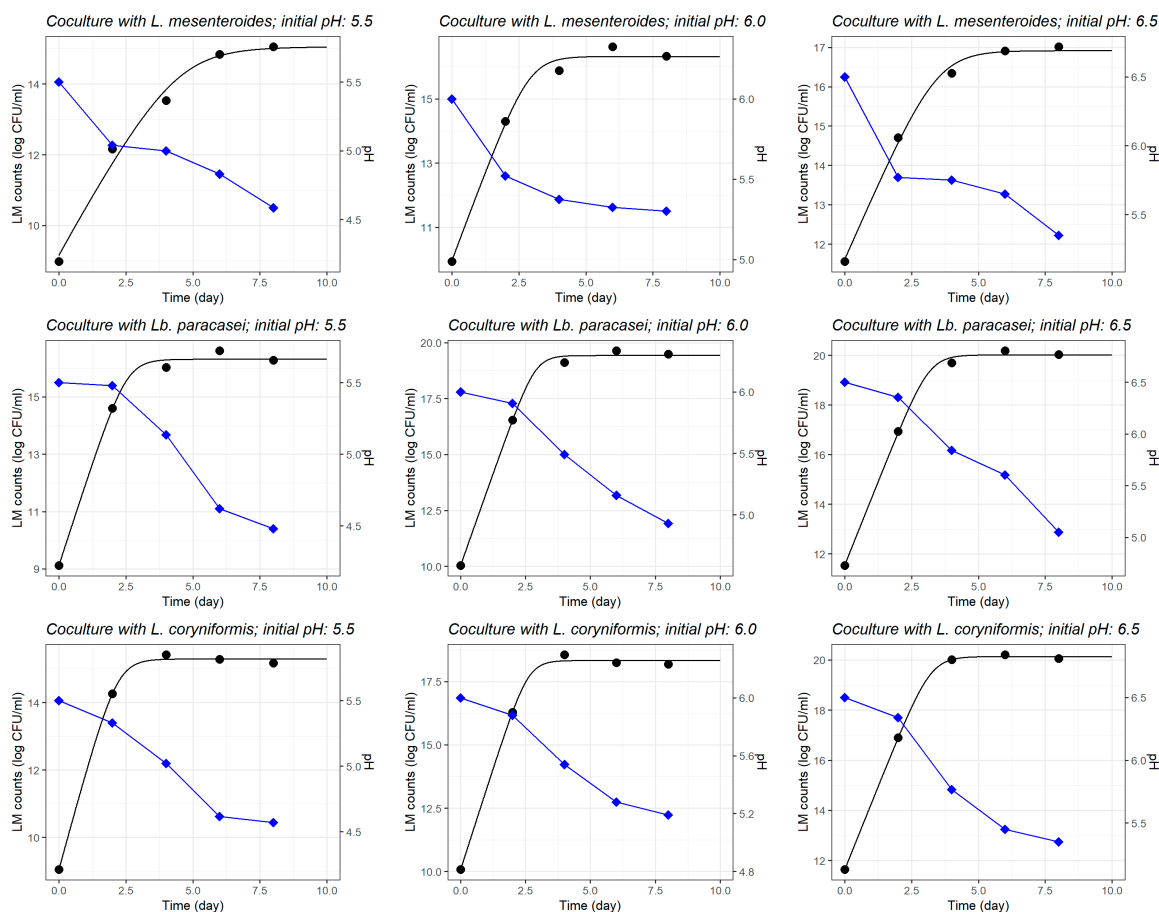 Coculture with L. mesenteroides; initial pH: 5.5
LM counts (log CFU/ml)
14
12
10
5.5
5.0
4.5
pH
0.0 2.5 5.0 7.5 10.0
Time (day)
Coculture with L. mesenteroides; initial pH: 6.0
LM counts (log CFU/ml)
15
13
11
6.0
5.5
5.0
pH
0.0 2.5 5.0 7.5 10.0
Time (day)
Coculture with L. mesenteroides; initial pH: 6.5
LM counts (log CFU/ml)
17
16
15
14
13
12
6.5
6.0
5.5
pH
0.0 2.5 5.0 7.5 10.0
Time (day)
Coculture with Lb. paracasei; initial pH: 5.5
LM counts (log CFU/ml)
15
13
11
9
5.5
5.0
4.5
pH
0.0 2.5 5.0 7.5 10.0
Time (day)
Coculture with Lb. paracasei; initial pH: 6.0
LM counts (log CFU/ml)
20.0
17.5
15.0
12.5
10.0
6.0
5.5
5.0
pH
0.0 2.5 5.0 7.5 10.0
Time (day)
Coculture with Lb. paracasei; initial pH: 6.5
LM counts (log CFU/ml)
20
18
16
14
12
6.5
6.0
5.5
5.0
pH
0.0 2.5 5.0 7.5 10.0
Time (day)
Coculture with L. coryniformis; initial pH: 5.5
LM counts (log CFU/ml)
14
12
10
5.5
5.0
4.5
pH
0.0 2.5 5.0 7.5 10.0
Time (day)
Coculture with L. coryniformis; initial pH: 6.0
LM counts (log CFU/ml)
17.5
15.0
12.5
10.0
6.0
5.6
5.2
4.8
pH
0.0 2.5 5.0 7.5 10.0
Time (day)
Coculture with L. coryniformis; initial pH: 6.5
LM counts (log CFU/ml)
20
18
16
14
12
6.5
6.0
5.5
pH
0.0 2.5 5.0 7.5 10.0
Time (day)